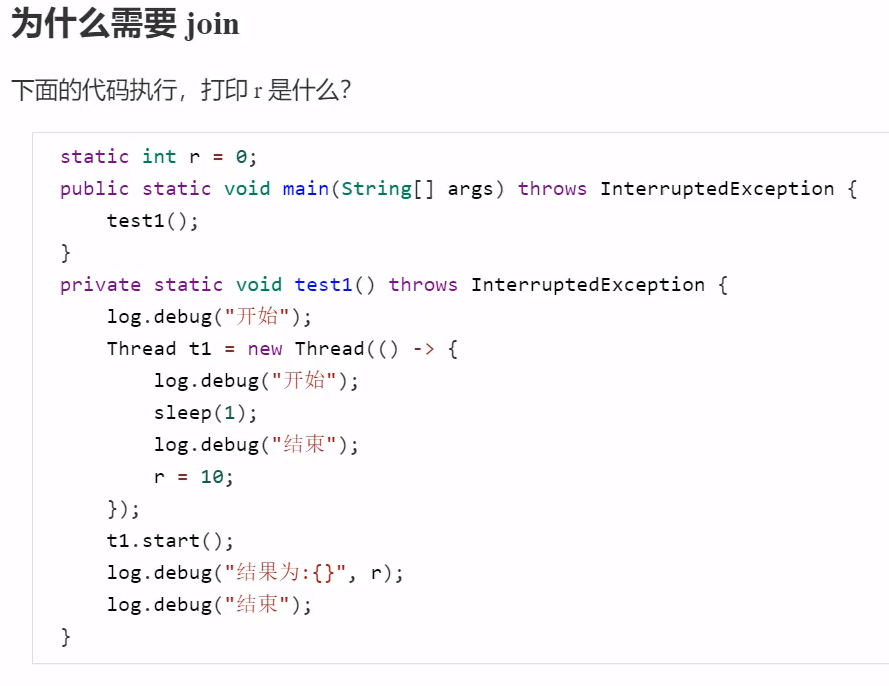 为什么需要 join
下面的代码执行，打印 r 是什么？
static int r = 0;
public static void main(String[] args) throws InterruptedException {
    test1();
}
private static void test1() throws InterruptedException {
    log.debug("开始");
    Thread t1 = new Thread(() -> {
        log.debug("开始");
        sleep(1);
        log.debug("结束");
        r = 10;
    });
    t1.start();
    log.debug("结果为:{}", r);
    log.debug("结束");
}